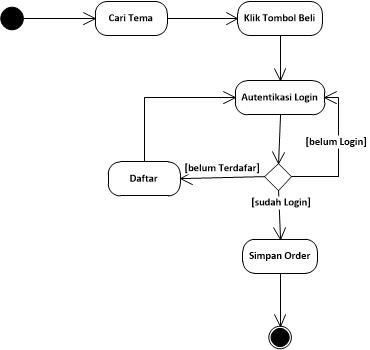 Cari Tema
Klik Tombol Beli
Autentikasi Login
[belum Login]
[belum Terdafar]
Daftar
[sudah Login]
Simpan Order